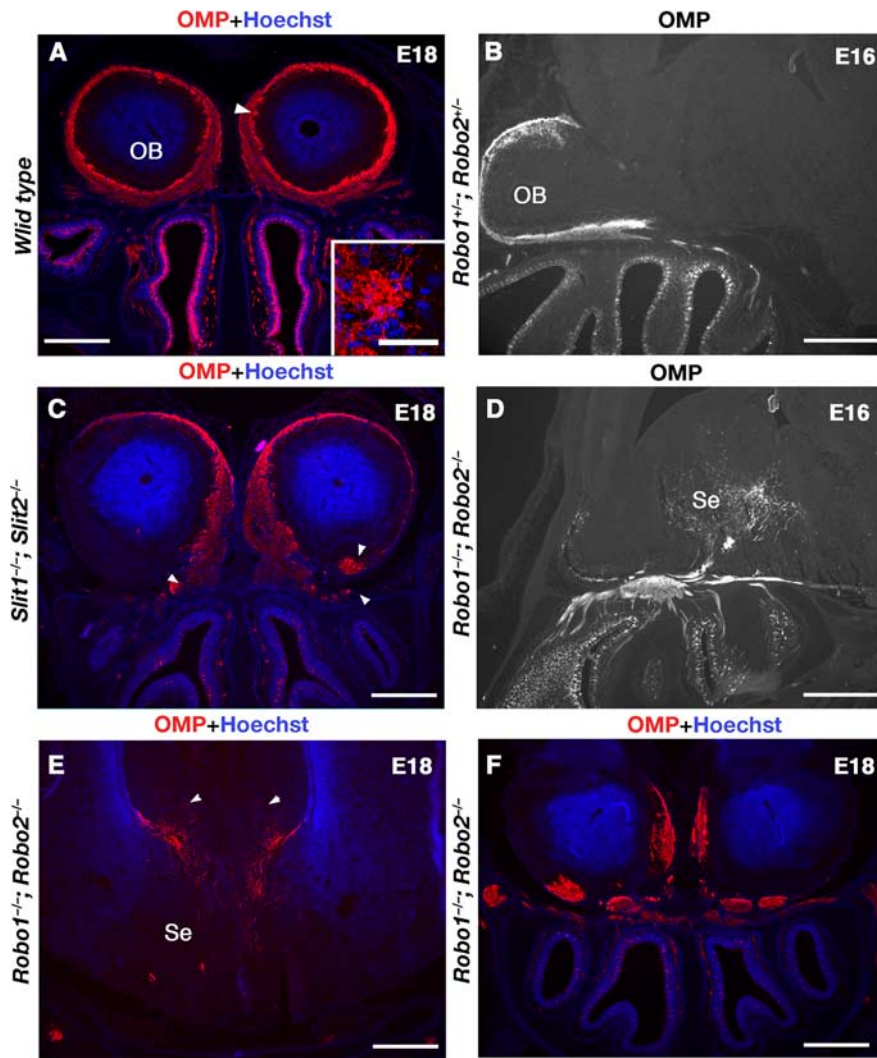 OMP+Hoechst
OMP
A
E18
B
E16
Wlid type
OB
Robo1+/-; Robo2+/-
OB
OMP+Hoechst
OMP
C
E18
D
E16
Slit1–/–; Slit2–/–
Robo1–/–; Robo2–/–
Se
OMP+Hoechst
OMP+Hoechst
E
E18
F
E18
Robo1–/–; Robo2–/–
Se
Robo1–/–; Robo2–/–